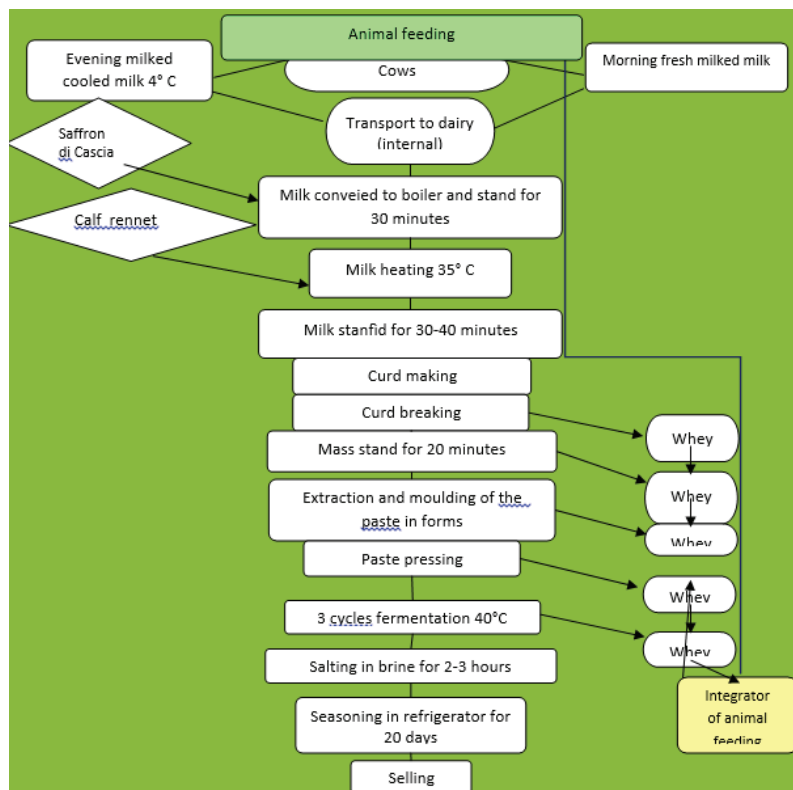 Animal feeding
Evening milked
cooled milk 4° C
Cows
Morning fresh milked milk
Saffron
di Cascia
Transport to dairy
(internal)
Milk conveied to boiler and stand for
30 minutes
Calf rennet
Milk heating 35° C
Milk stanfid for 30-40 minutes
Curd making
Curd breaking
Whey
Mass stand for 20 minutes
Whey
Extraction and moulding of the
paste in forms
Whey
Paste pressing
Whey
3 cycles fermentation 40°C
Whey
Salting in brine for 2-3 hours
Integrator
of animal
feeding
Seasoning in refrigerator for
20 days
Selling